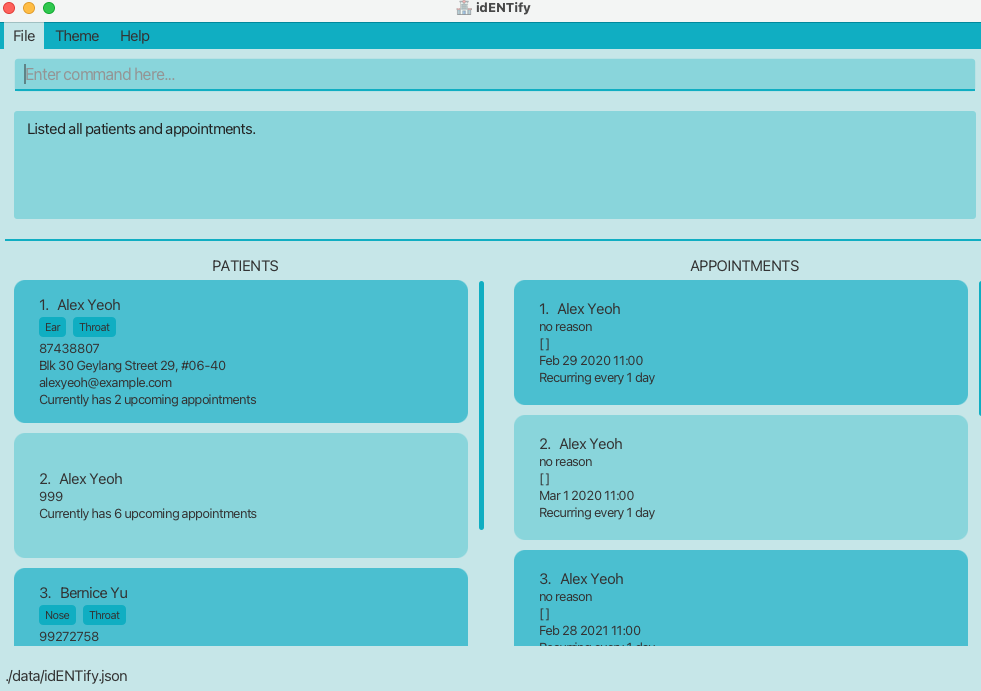 idENTify
File Theme Help
Enter command here...
Listed all patients and appointments.
PATIENTS
1. Alex Yeoh
Ear Throat
87438807
Blk 30 Geylang Street 29, #06-40
alexyeoh@example.com
Currently has 2 upcoming appointments
2. Alex Yeoh
999
Currently has 6 upcoming appointments
3. Bernice Yu
Nose Throat
99272758
APPOINTMENTS
1. Alex Yeoh
no reason
[ ]
Feb 29 2020 11:00
Recurring every 1 day
2. Alex Yeoh
no reason
[ ]
Mar 1 2020 11:00
Recurring every 1 day
3. Alex Yeoh
no reason
[ ]
Feb 28 2021 11:00
Recurring every 1 day
./data/idENTify.json